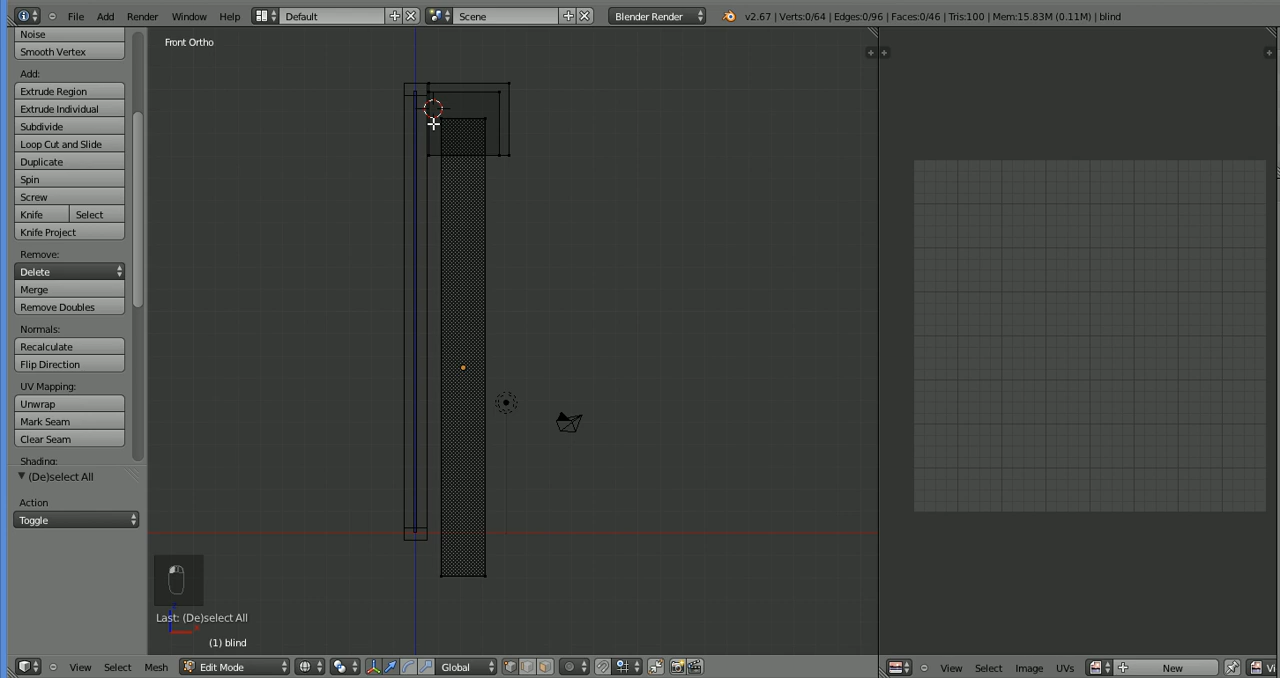 File Add Render Window Help Default Scene Blender Render v2.67 | Verts:0/64 | Edges:0/96 | Faces:0/46 | Tris:100 | Mem:15.83M (0.11M) | blind
Noise
Smooth Vertex
Add:
Extrude Region
Extrude Individual
Subdivide
Loop Cut and Slide
Duplicate
Spin
Screw
Knife Select
Knife Project
Remove:
Delete
Merge
Remove Doubles
Normals:
Recalculate
Flip Direction
UV Mapping:
Unwrap
Mark Seam
Clear Seam
Shading:
(De)select All
Action
Toggle
Front Ortho
Last: (De)select All
(1) blind
View Select Mesh Edit Mode Global
View Select Image UVs New Vi